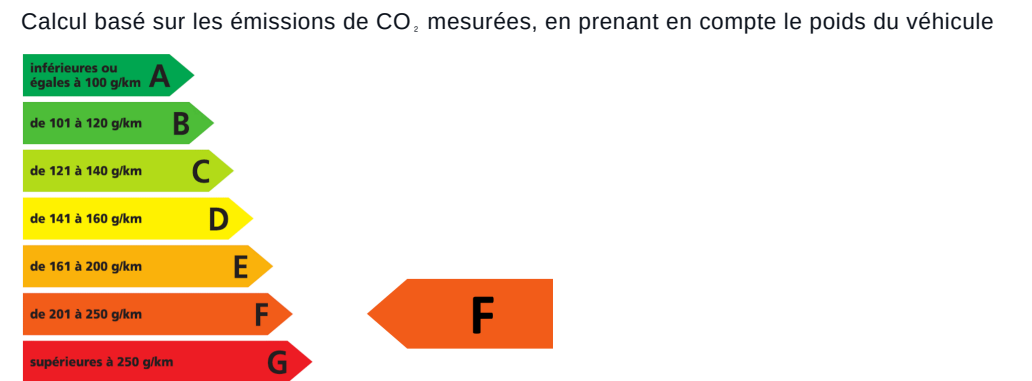 Calcul basé sur les émissions de CO₂ mesurées, en prenant en compte le poids du véhicule
inférieures ou
égales à 100 g/km A
de 101 à 120 g/km B
de 121 à 140 g/km C
de 141 à 160 g/km D
de 161 à 200 g/km E
de 201 à 250 g/km F
F
supérieures à 250 g/km G